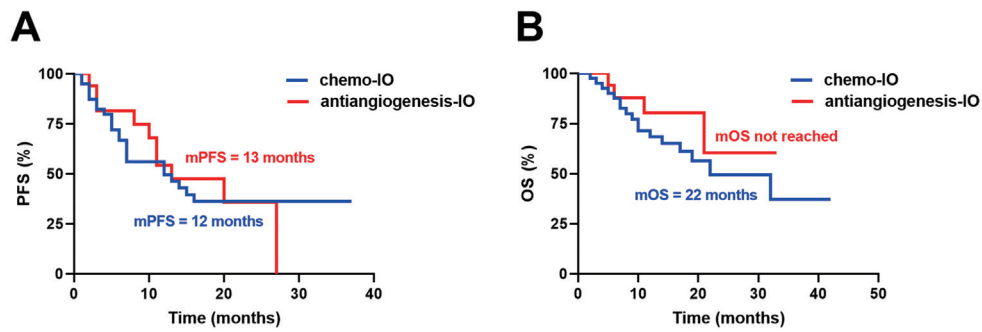 A
100
75
50
25
0
PFS (%)
chemo-IO
antiangiogenesis-IO
mPFS = 13 months
mPFS = 12 months
0 10 20 30 40
Time (months)
B
100
75
50
25
0
OS (%)
chemo-IO
antiangiogenesis-IO
mOS not reached
mOS = 22 months
0 10 20 30 40 50
Time (months)